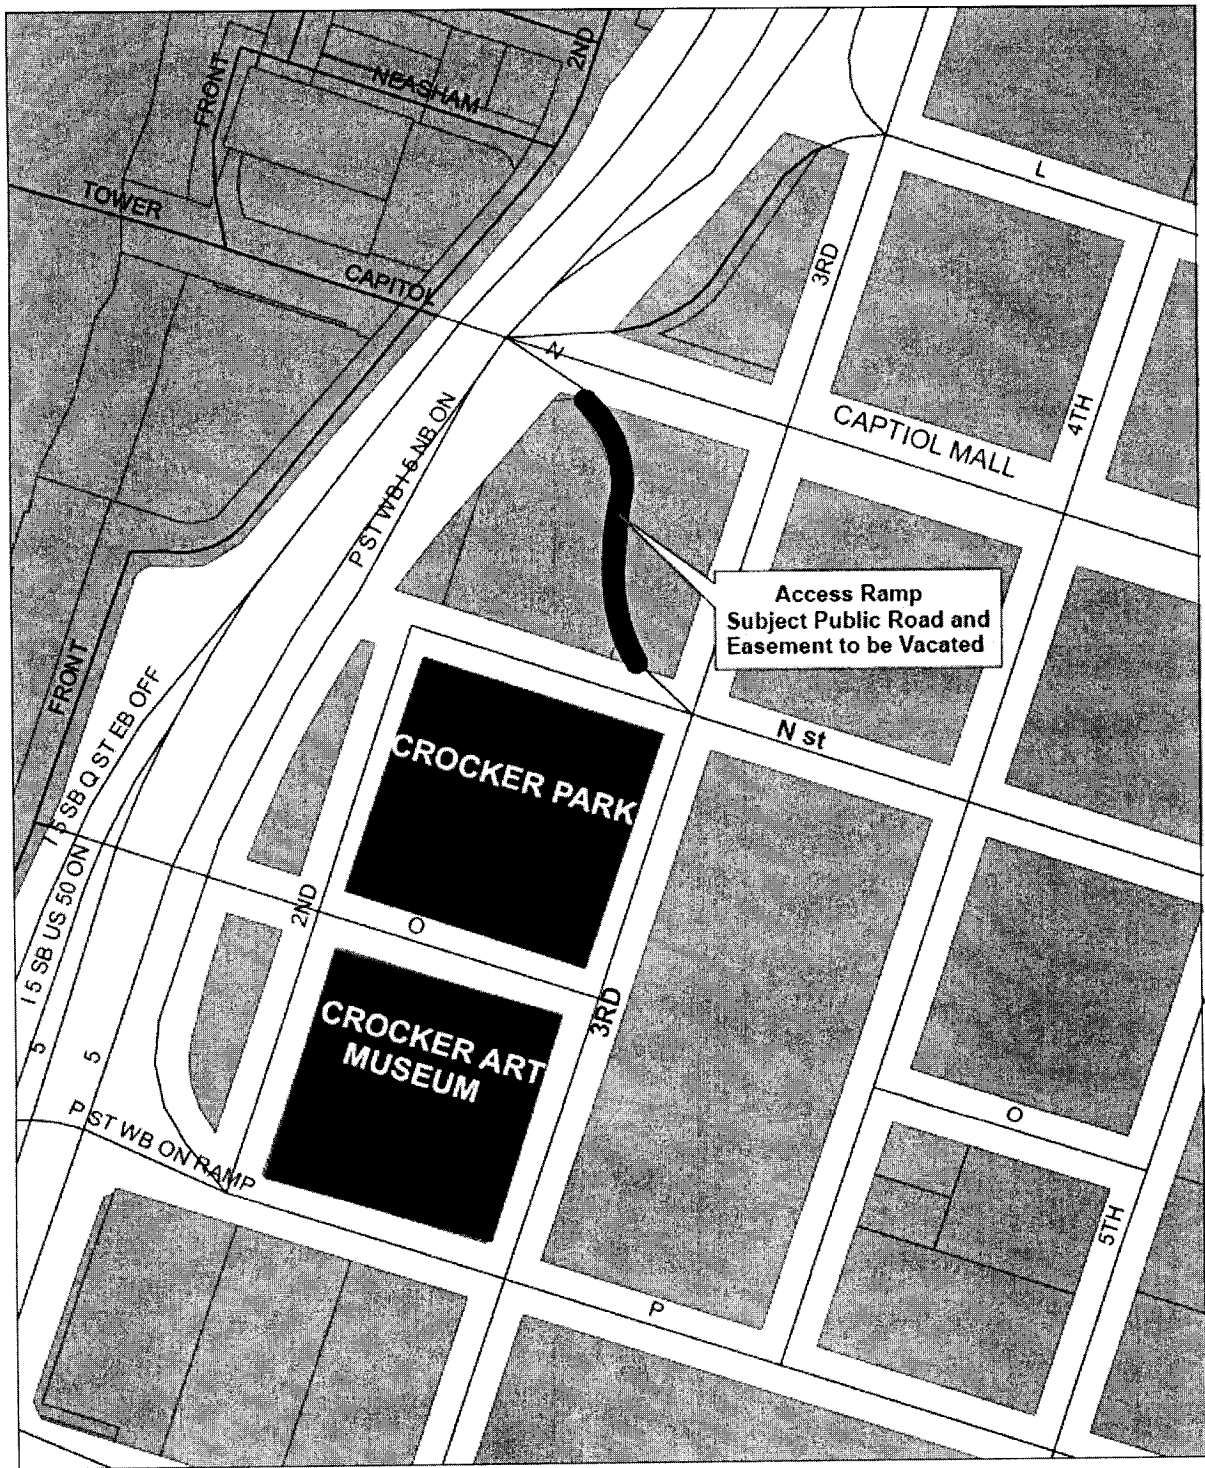 2ND
FRONT
NEASHAM
L
TOWER
3RD
CAPITOL
N
4TH
P ST WB I 5 NB ON
CAPTIOL MALL
Access Ramp
Subject Public Road and
Easement to be Vacated
FRONT
N st
CROCKER PARK
I 5 SB Q ST EB OFF
I 5 SB US 50 ON
2ND
O
3RD
CROCKER ART
MUSEUM
5
5
O
P ST WB ON RAMP
5TH
P